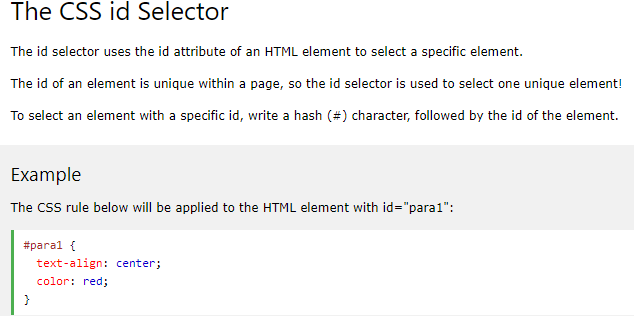 The CSS id Selector
The id selector uses the id attribute of an HTML element to select a specific element.
The id of an element is unique within a page, so the id selector is used to select one unique element!
To select an element with a specific id, write a hash (#) character, followed by the id of the element.
Example
The CSS rule below will be applied to the HTML element with id="para1":
#para1 {
  text-align: center;
  color: red;
}